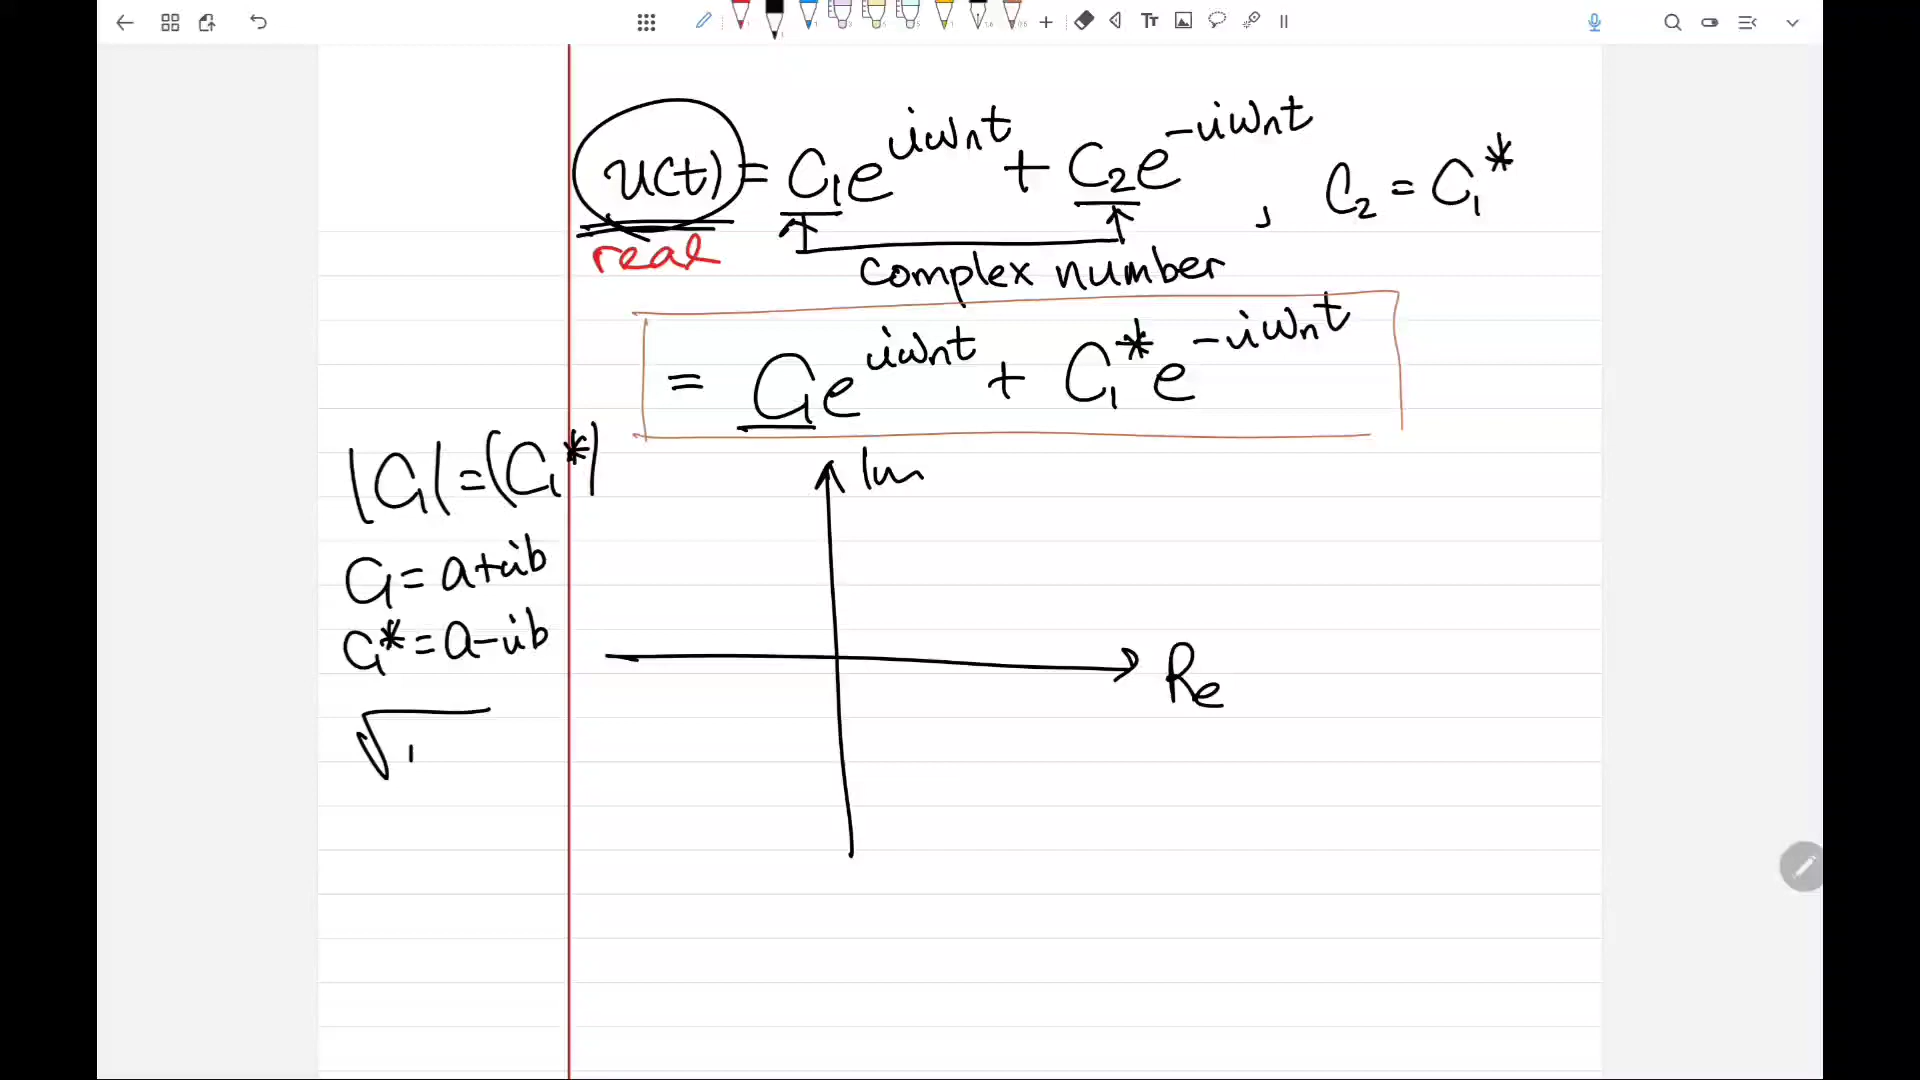 u(t) = C₁e^{iωₙt} + C₂e^{-iωₙt} , C₂ = C₁*
real
complex number
= C₁e^{iωₙt} + C₁*e^{-iωₙt}
|C₁| = |C₁*|
C₁ = a+ib
C₁* = a-ib
√
Im
Re